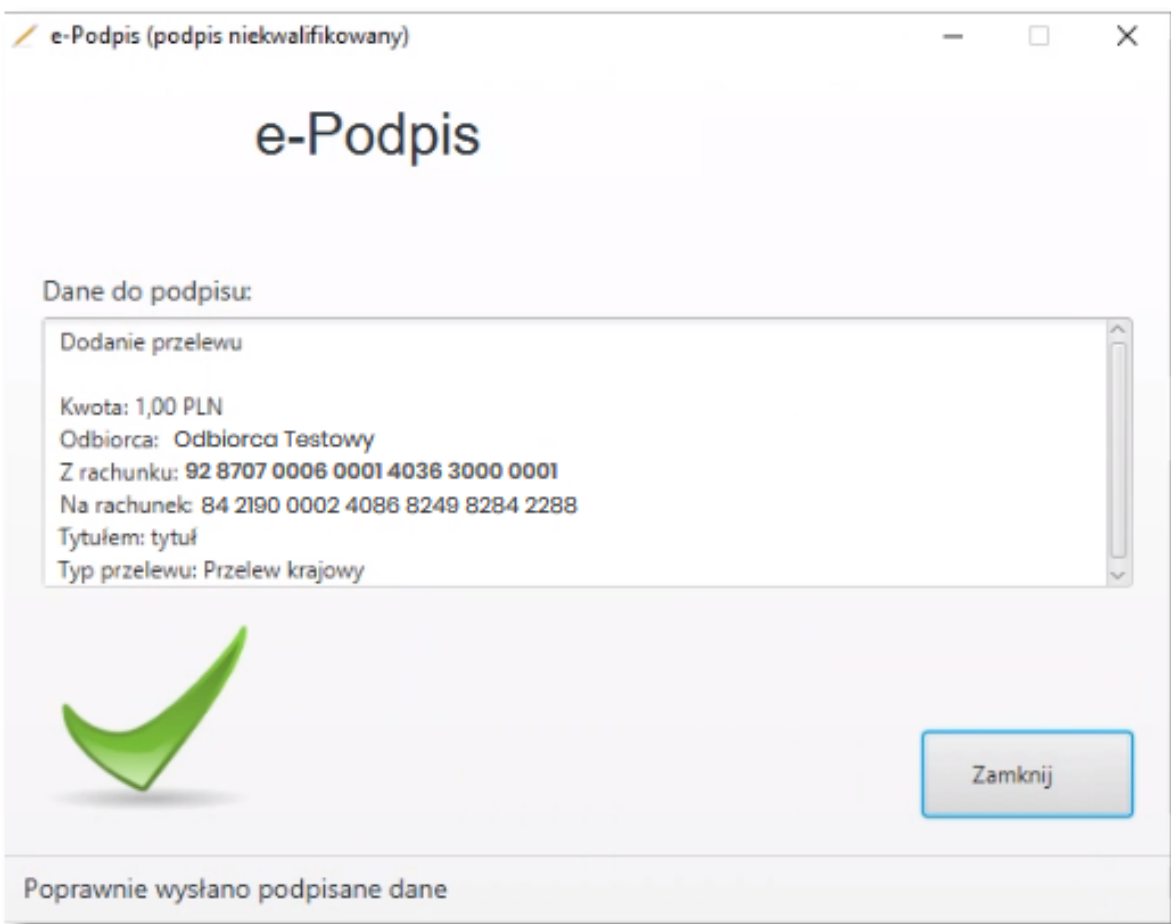 e-Podpis (podpis niekwalifikowany)
e-Podpis
Dane do podpisu:
Dodanie przelewu
Kwota: 1,00 PLN
Odbiorca: Odbiorca Testowy
Z rachunku: 92 8707 0006 0001 4036 3000 0001
Na rachunek: 84 2190 0002 4086 8249 8284 2288
Tytułem: tytuł
Typ przelewu: Przelew krajowy
Zamknij
Poprawnie wysłano podpisane dane